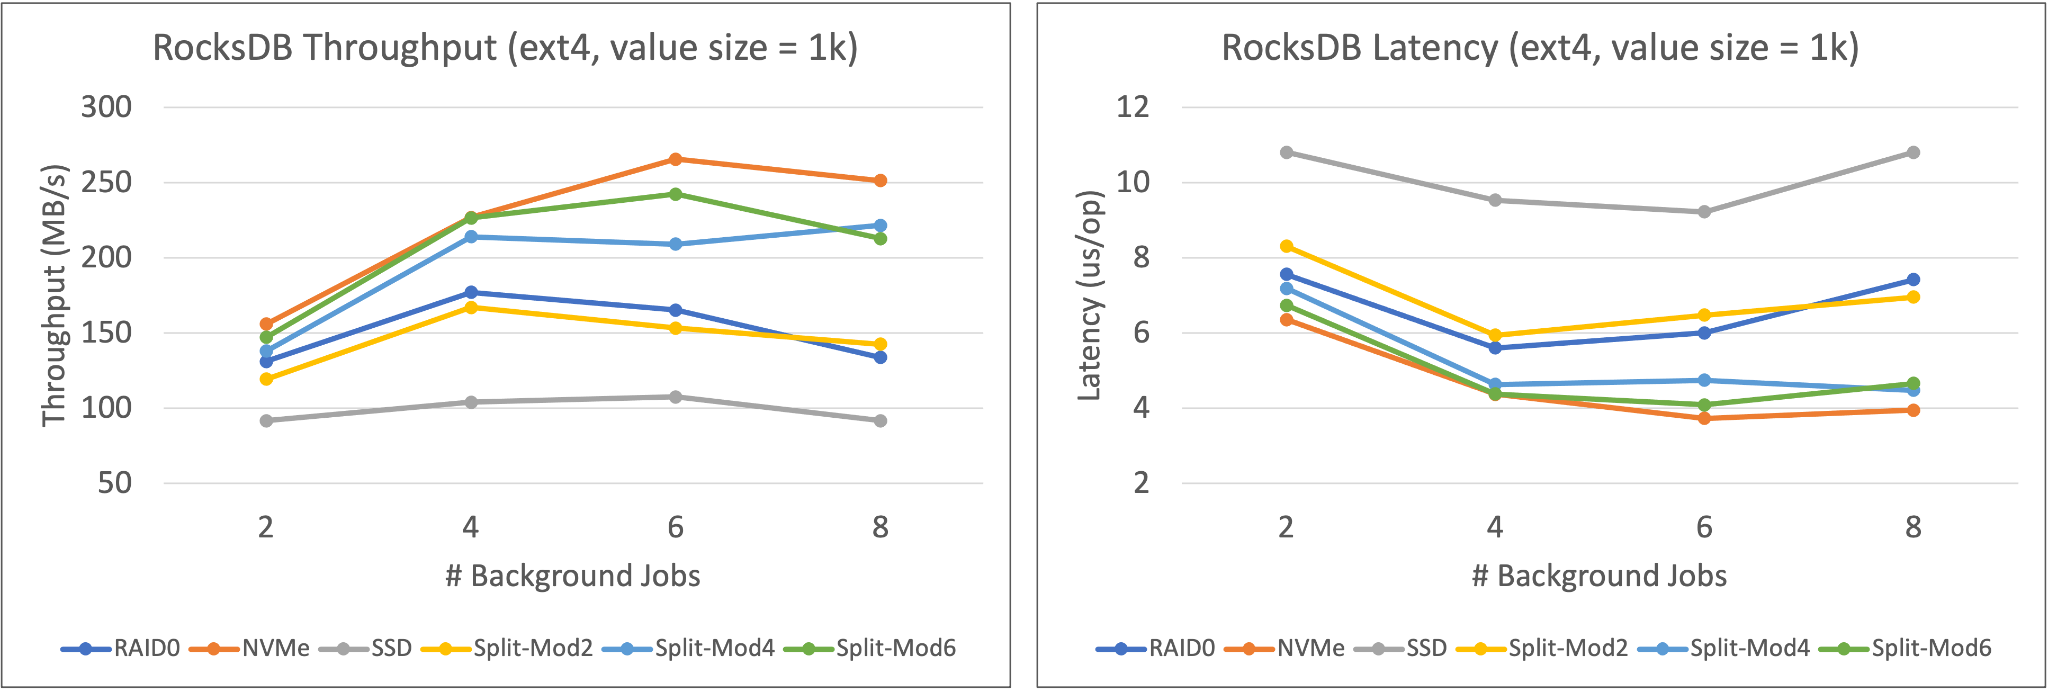 RocksDB Throughput (ext4, value size = 1k)
300
250
200
150
100
50
Throughput (MB/s)
2 4 6 8
# Background Jobs
RAID0 NVMe SSD Split-Mod2 Split-Mod4 Split-Mod6
RocksDB Latency (ext4, value size = 1k)
12
10
8
6
4
2
Latency (us/op)
2 4 6 8
# Background Jobs
RAID0 NVMe SSD Split-Mod2 Split-Mod4 Split-Mod6